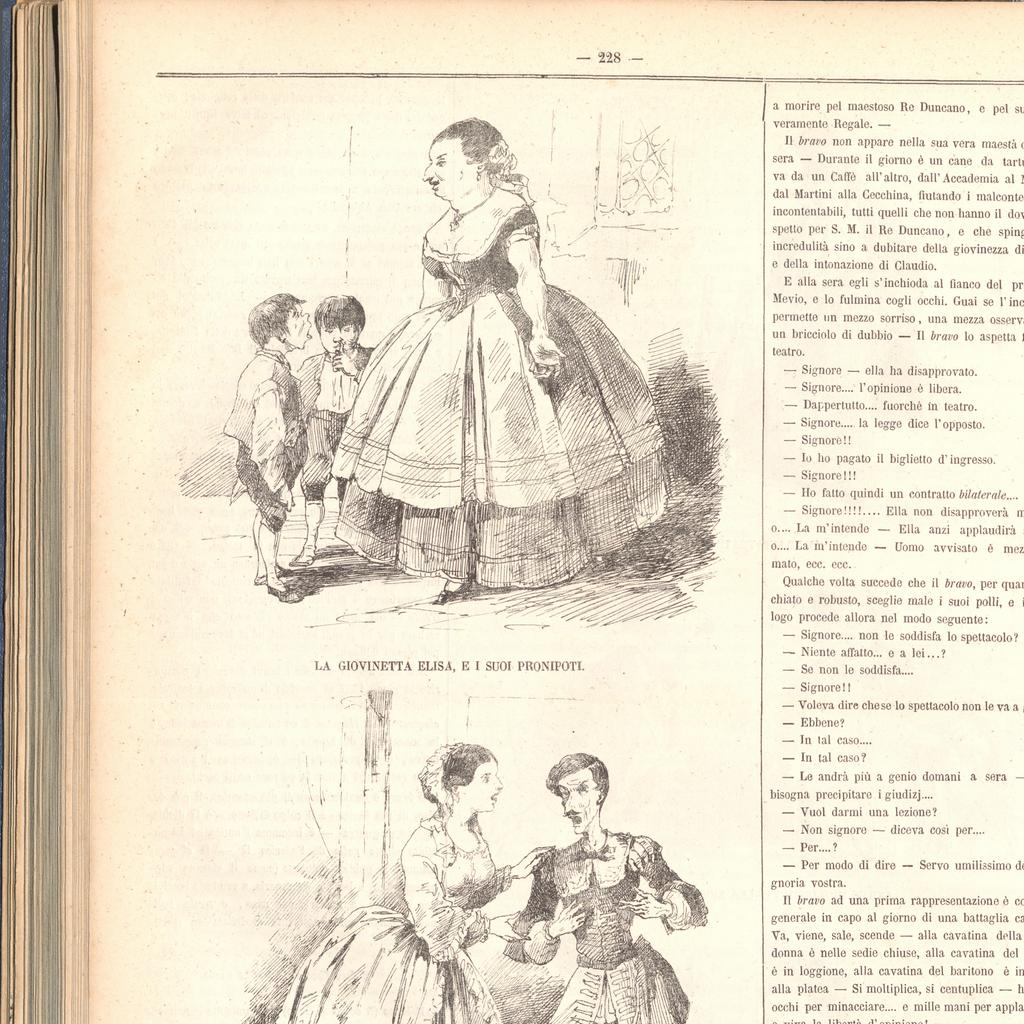 — 228 —
LA GIOVINETTA ELISA, E I SUOI PRONIPOTI.
a morire pel maestoso Re Duncano, e pel
veramente Regale. —
Il bravo non appare nella sua vera maestà
sera — Durante il giorno è un cane da
va da un Caffè all'altro, dall'Accademia al
dal Martini alla Cecchina, fiutando i
incontentabili, tutti quelli che non hanno il
spetto per S. M. il Re Duncano, e che
incredulità sino a dubitare della giovinezza
e della intonazione di Claudio.
E alla sera egli s'inchioda al fianco del
Mevio, e lo fulmina cogli occhi. Guai se
permette un mezzo sorriso, una mezza
un bricciolo di dubbio — Il bravo lo aspetta
teatro.
— Signore — ella ha disapprovato.
— Signore.... l'opinione è libera.
— Dappertutto.... fuorchè in teatro.
— Signore.... la legge dice l'opposto.
— Signore!!
— Io ho pagato il biglietto d'ingresso.
— Signore!!!
— Ho fatto quindi un contratto bilaterale....
— Signore!!!!.... Ella non disapproverà
o.... La m'intende — Ella anzi applaudirà
o.... La m'intende — Uomo avvisato è
mato, ecc. ecc.
Qualche volta succede che il bravo, per
chiato e robusto, sceglie male i suoi polli, e
logo procede allora nel modo seguente:
— Signore.... non le soddisfa lo spettacolo?
— Niente affatto... e a lei...?
— Se non le soddisfa....
— Signore!!
— Voleva dire che se lo spettacolo non le va a
— Ebbene?
— In tal caso....
— In tal caso?
— Le andrà più a genio domani a sera —
bisogna precipitare i giudizj....
— Vuol darmi una lezione?
— Non signore — diceva così per....
— Per....?
— Per modo di dire — Servo umilissimo
gnoria vostra.
Il bravo ad una prima rappresentazione è
generale in capo al giorno di una battaglia
Va, viene, sale, scende — alla cavatina della
donna è nelle sedie chiuse, alla cavatina del
è in loggione, alla cavatina del baritono è
alla platea — Si moltiplica, si centuplica —
occhi per minacciare.... e mille mani per
e viva la libertà d'opinione!